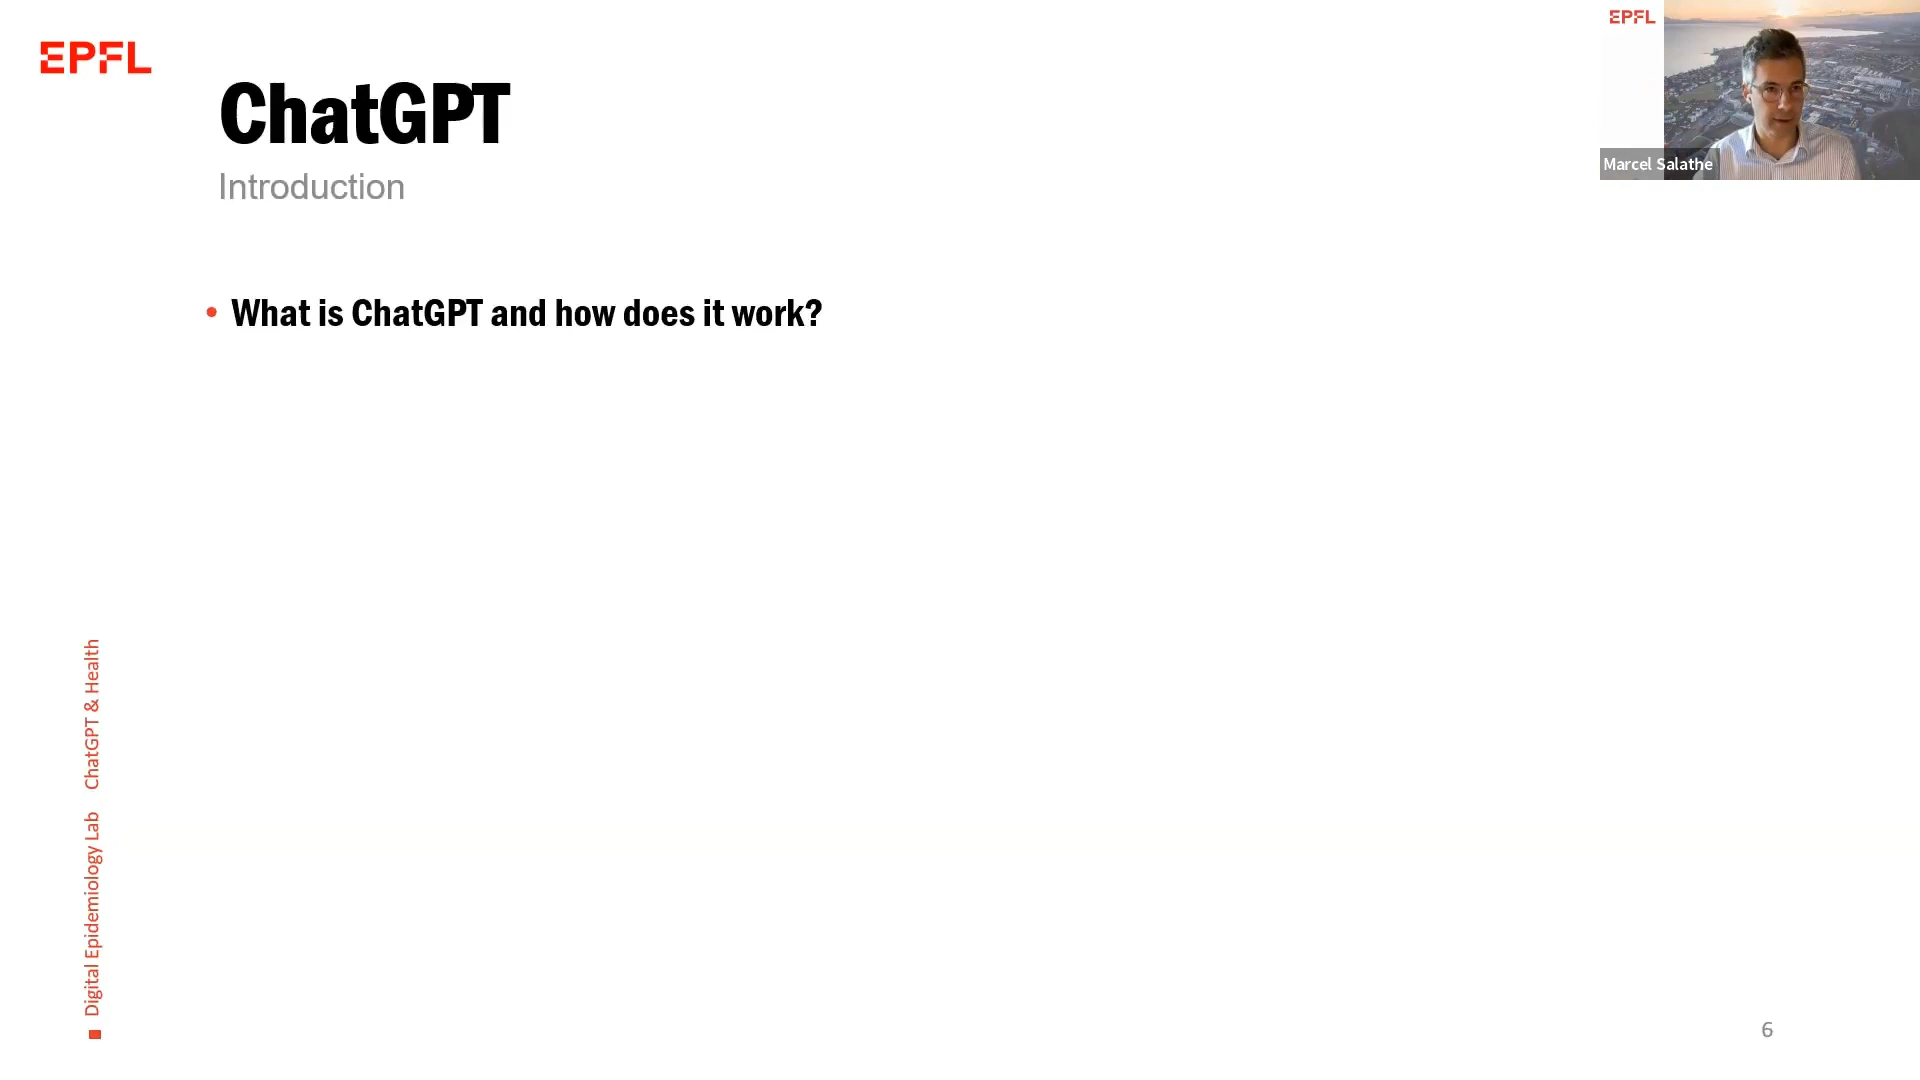 EPFL
EPFL
ChatGPT
Introduction
Marcel Salathe
• What is ChatGPT and how does it work?
Digital Epidemiology Lab ChatGPT & Health
6